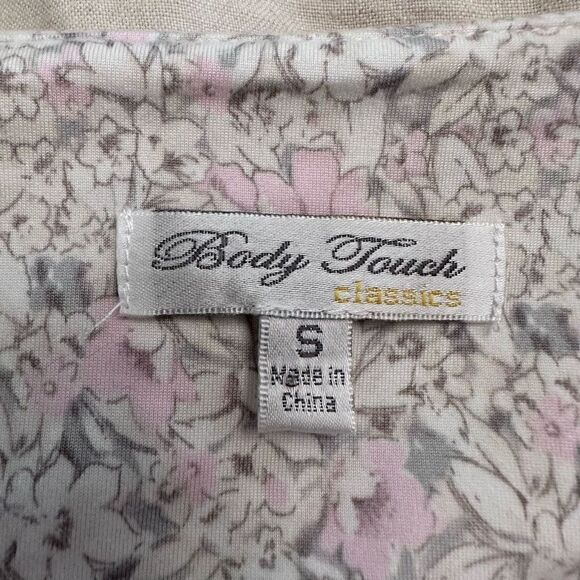 Body Touch
classics
S
Made in
China